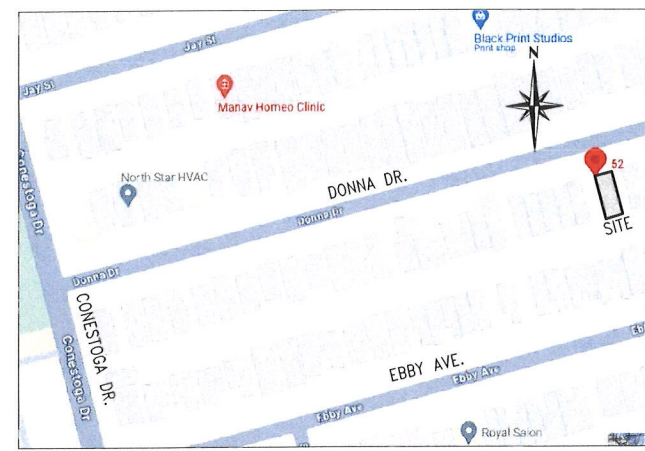 Black Print Studios
Print shop
N
Jay St
Jay St
Manav Homeo Clinic
Conestoga Dr
North Star HVAC
DONNA DR.
52
Donna Dr
SITE
Donna Dr
CONESTOGA DR.
Conestoga Dr
EBBY AVE.
Ebby Ave
Ebby Ave
Eb
Royal Salon